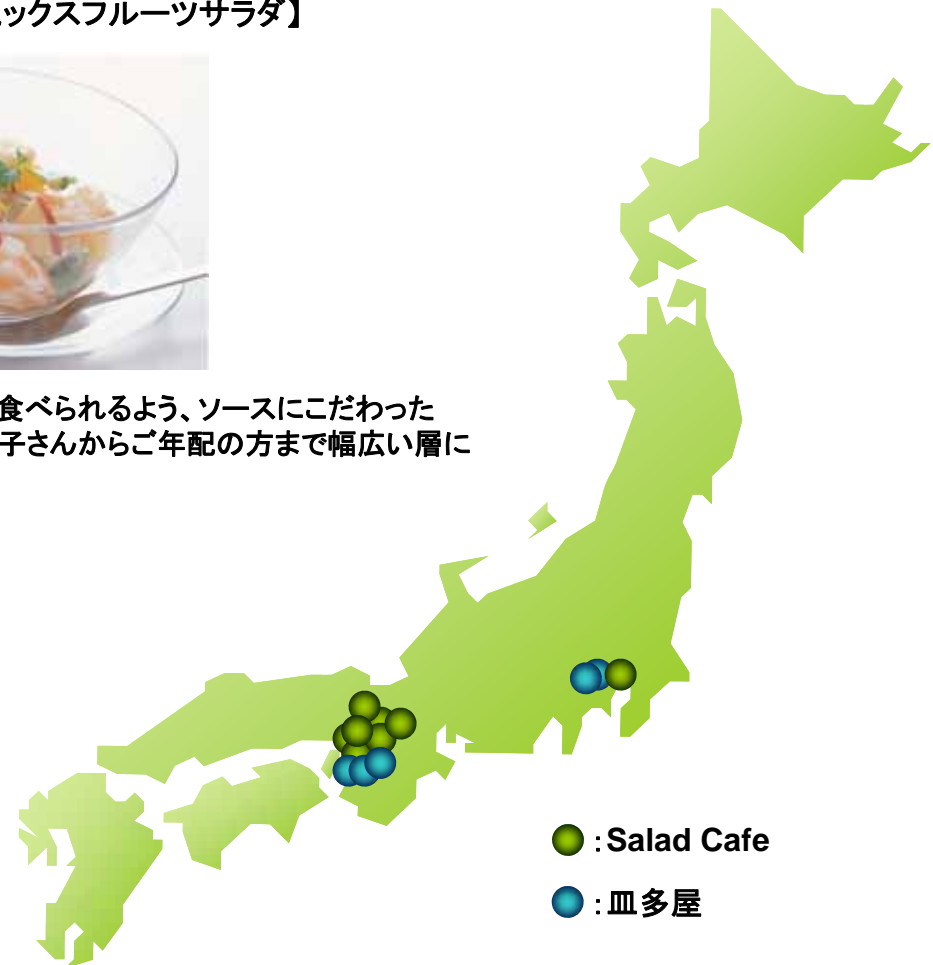 ックスフルーツサラダ】
食べられるよう、ソースにこだわった
子さんからご年配の方まで幅広い層に
：Salad Cafe
：皿多屋